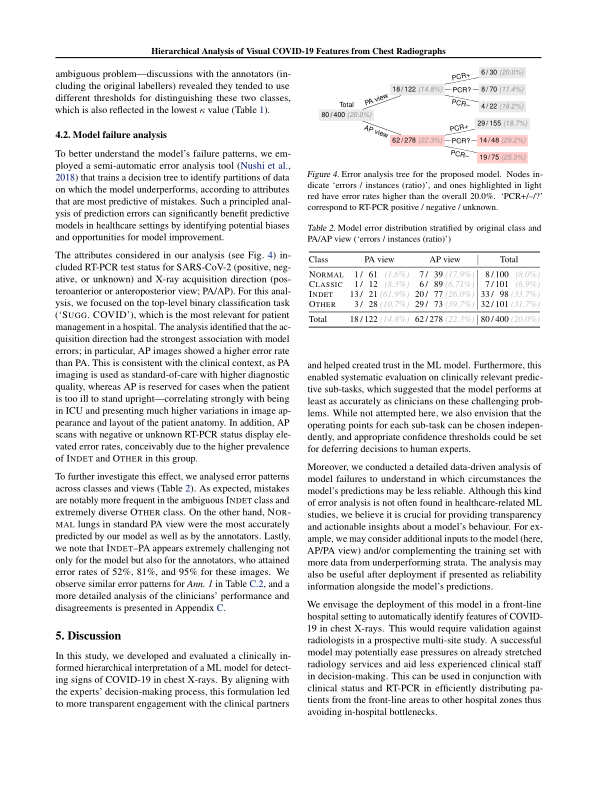 Hierarchical Analysis of Visual COVID-19 Features from Chest Radiographs
ambiguous problem—discussions with the annotators (in-
cluding the original labellers) revealed they tended to use
different thresholds for distinguishing these two classes,
which is also reflected in the lowest κ value (Table 1).
4.2. Model failure analysis
To better understand the model's failure patterns, we em-
ployed a semi-automatic error analysis tool (Nushi et al.,
2018) that trains a decision tree to identify partitions of data
on which the model underperforms, according to attributes
that are most predictive of mistakes. Such a principled anal-
ysis of prediction errors can significantly benefit predictive
models in healthcare settings by identifying potential biases
and opportunities for model improvement.
The attributes considered in our analysis (see Fig. 4) in-
cluded RT-PCR test status for SARS-CoV-2 (positive, neg-
ative, or unknown) and X-ray acquisition direction (pos-
teroanterior or anteroposterior view; PA/AP). For this anal-
ysis, we focused on the top-level binary classification task
('SUGG. COVID'), which is the most relevant for patient
management in a hospital. The analysis identified that the ac-
quisition direction had the strongest association with model
errors; in particular, AP images showed a higher error rate
than PA. This is consistent with the clinical context, as PA
imaging is used as standard-of-care with higher diagnostic
quality, whereas AP is reserved for cases when the patient
is too ill to stand upright—correlating strongly with being
in ICU and presenting much higher variations in image ap-
pearance and layout of the patient anatomy. In addition, AP
scans with negative or unknown RT-PCR status display ele-
vated error rates, conceivably due to the higher prevalence
of INDET and OTHER in this group.
To further investigate this effect, we analysed error patterns
across classes and views (Table 2). As expected, mistakes
are notably more frequent in the ambiguous INDET class and
extremely diverse OTHER class. On the other hand, NOR-
MAL lungs in standard PA view were the most accurately
predicted by our model as well as by the annotators. Lastly,
we note that INDET–PA appears extremely challenging not
only for the model but also for the annotators, who attained
error rates of 52%, 81%, and 95% for these images. We
observe similar error patterns for Ann. 1 in Table C.2, and a
more detailed analysis of the clinicians' performance and
disagreements is presented in Appendix C.
5. Discussion
In this study, we developed and evaluated a clinically in-
formed hierarchical interpretation of a ML model for detect-
ing signs of COVID-19 in chest X-rays. By aligning with
the experts' decision-making process, this formulation led
to more transparent engagement with the clinical partners
Total
80/400 (20.0%)
PA view
18/122 (14.8%)
PCR+
6/30 (20.0%)
PCR?
8/70 (11.4%)
PCR–
4/22 (18.2%)
AP view
62/278 (22.3%)
PCR+
29/155 (18.7%)
PCR?
14/48 (29.2%)
PCR–
19/75 (25.3%)
Figure 4. Error analysis tree for the proposed model. Nodes in-
dicate 'errors / instances (ratio)', and ones highlighted in light
red have error rates higher than the overall 20.0%. 'PCR+/–/?'
correspond to RT-PCR positive / negative / unknown.
Table 2. Model error distribution stratified by original class and
PA/AP view ('errors / instances (ratio)')
Class PA view AP view Total
NORMAL 1/ 61 (1.6%) 7/ 39 (17.9%) 8/100 (8.0%)
CLASSIC 1/ 12 (8.3%) 6/ 89 (6.71%) 7/101 (6.9%)
INDET 13/ 21 (61.9%) 20/ 77 (26.0%) 33/ 98 (33.7%)
OTHER 3/ 28 (10.7%) 29/ 73 (39.7%) 32/101 (31.7%)
Total 18/122 (14.8%) 62/278 (22.3%) 80/400 (20.0%)
and helped created trust in the ML model. Furthermore, this
enabled systematic evaluation on clinically relevant predic-
tive sub-tasks, which suggested that the model performs at
least as accurately as clinicians on these challenging prob-
lems. While not attempted here, we also envision that the
operating points for each sub-task can be chosen indepen-
dently, and appropriate confidence thresholds could be set
for deferring decisions to human experts.
Moreover, we conducted a detailed data-driven analysis of
model failures to understand in which circumstances the
model's predictions may be less reliable. Although this kind
of error analysis is not often found in healthcare-related ML
studies, we believe it is crucial for providing transparency
and actionable insights about a model's behaviour. For ex-
ample, we may consider additional inputs to the model (here,
AP/PA view) and/or complementing the training set with
more data from underperforming strata. The analysis may
also be useful after deployment if presented as reliability
information alongside the model's predictions.
We envisage the deployment of this model in a front-line
hospital setting to automatically identify features of COVID-
19 in chest X-rays. This would require validation against
radiologists in a prospective multi-site study. A successful
model may potentially ease pressures on already stretched
radiology services and aid less experienced clinical staff
in decision-making. This can be used in conjunction with
clinical status and RT-PCR in efficiently distributing pa-
tients from the front-line areas to other hospital zones thus
avoiding in-hospital bottlenecks.